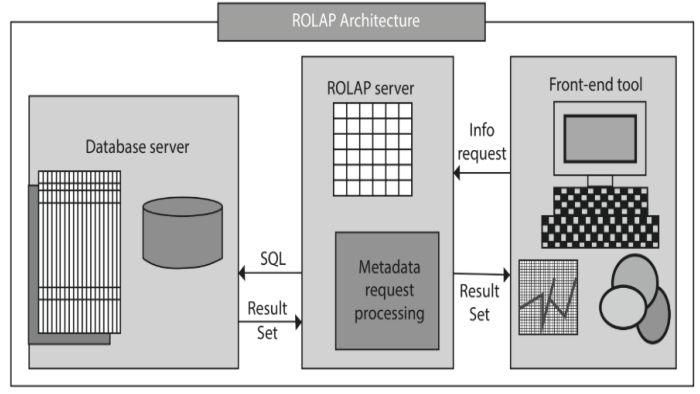 ROLAP Architecture
Database server
SQL
Result
Set
ROLAP server
Metadata
request
processing
Info
request
Result
Set
Front-end tool